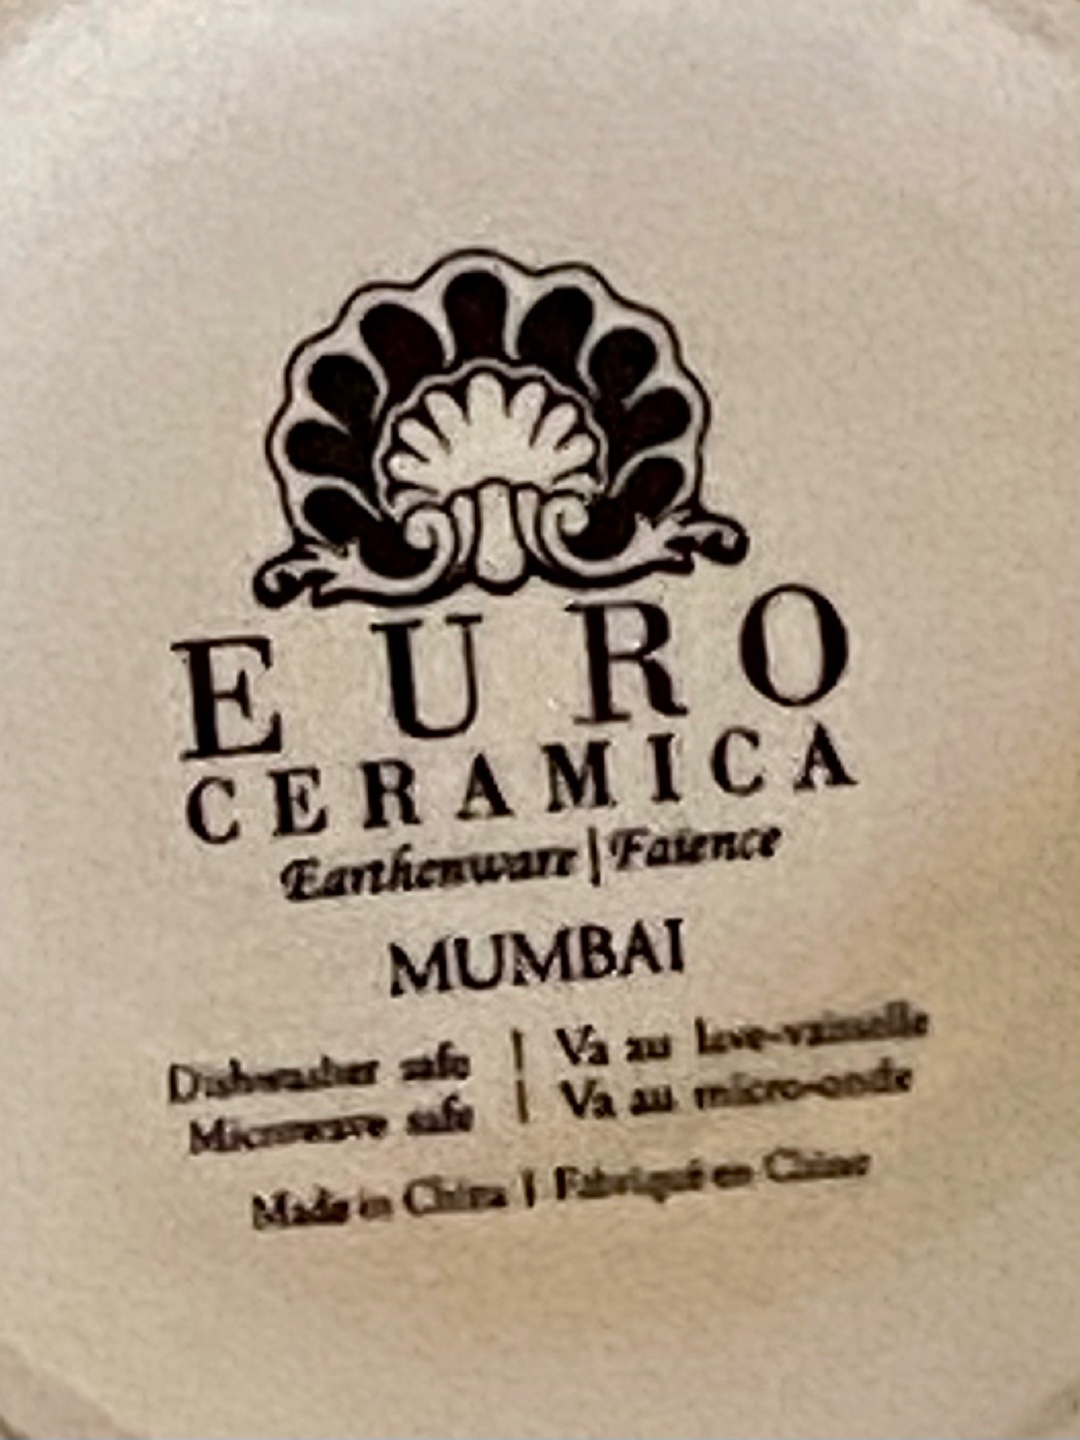 EURO
CERAMICA
Earthenware | Faience
MUMBAI
Dishwasher safe | Va au lave-vaisselle
Microwave safe | Va au micro-onde
Made in China | Fabriqué en Chine